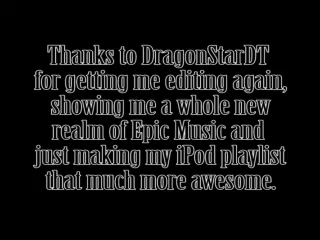 Thanks to DragonStarDT
for getting me editing again,
showing me a whole new
realm of Epic Music and
just making my iPod playlist
that much more awesome.